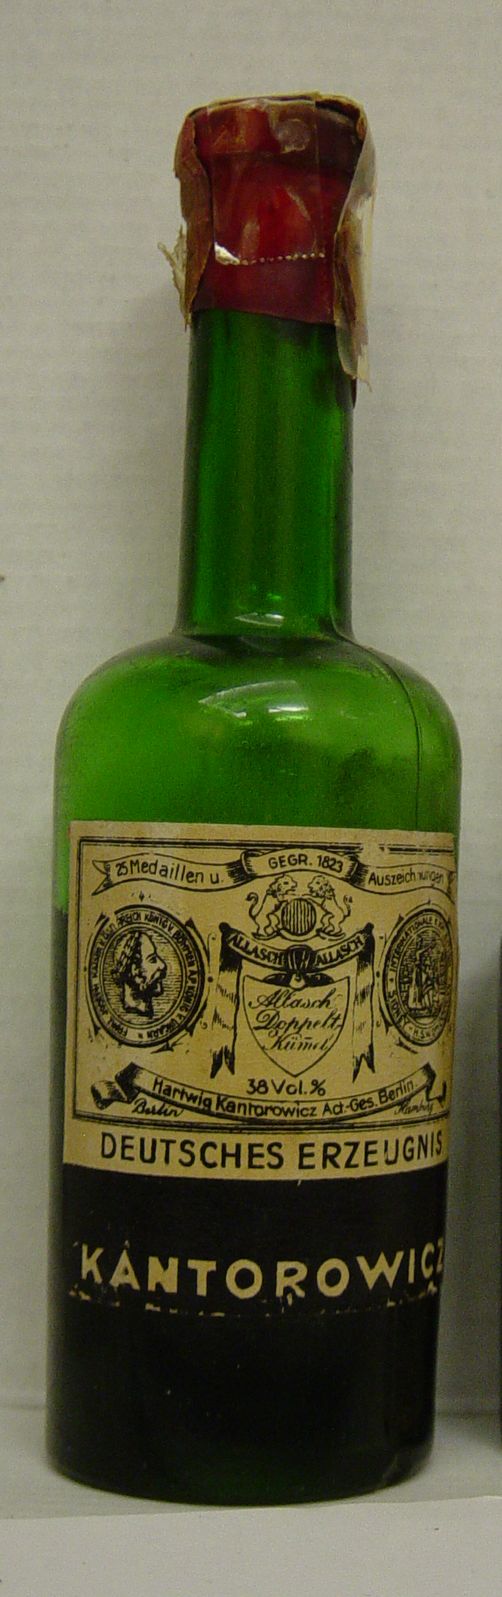 25 Medaillen u. GEGR. 1823 Auszeichnungen
ALLASCH ALLASCH
Allasch
Doppelt
Kümel
38 Vol. %
Hartwig Kantorowicz Act.-Ges. Berlin
Berlin Hamburg
DEUTSCHES ERZEUGNIS
KANTOROWICZ